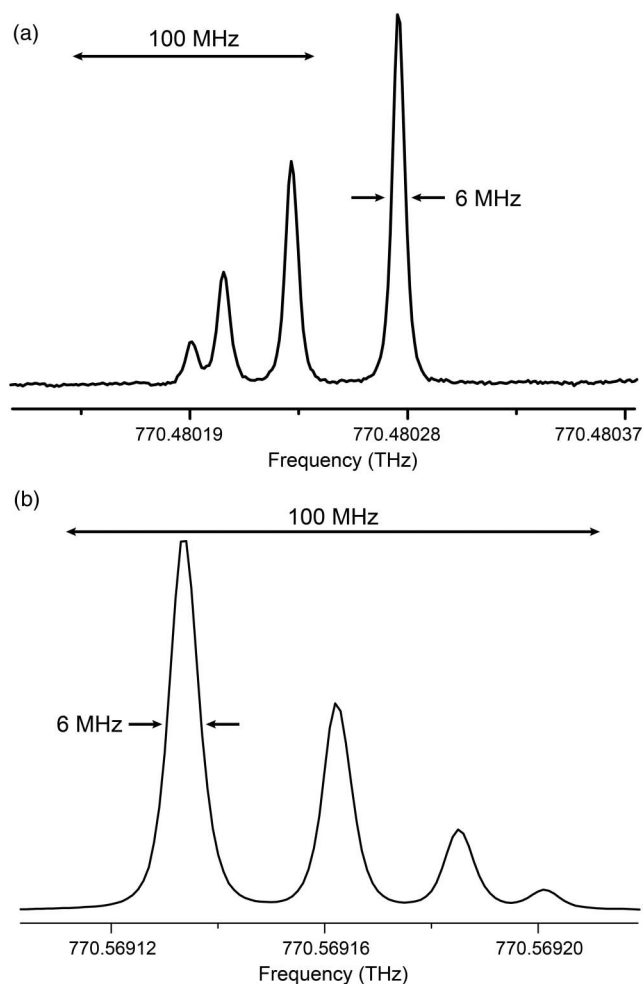 (a)
100 MHz
6 MHz
770.48019 770.48028 770.48037
Frequency (THz)
(b)
100 MHz
6 MHz
770.56912 770.56916 770.56920
Frequency (THz)